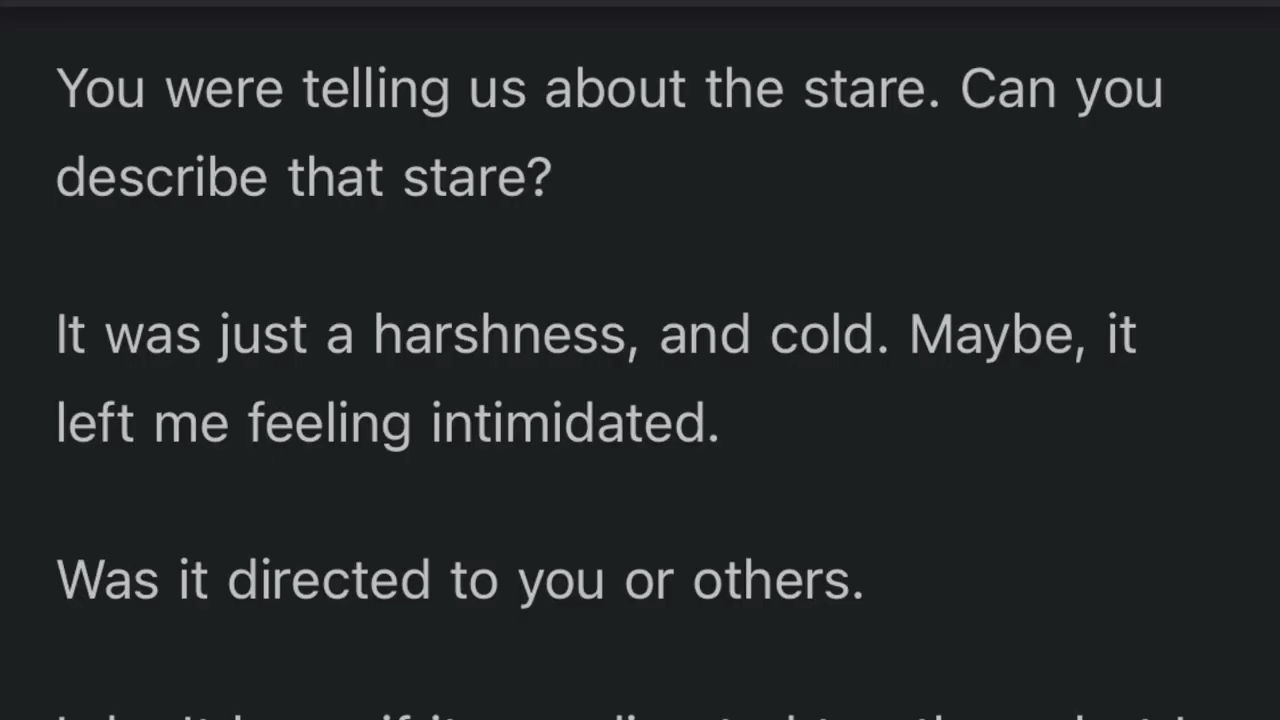 You were telling us about the stare. Can you
describe that stare?
It was just a harshness, and cold. Maybe, it
left me feeling intimidated.
Was it directed to you or others.